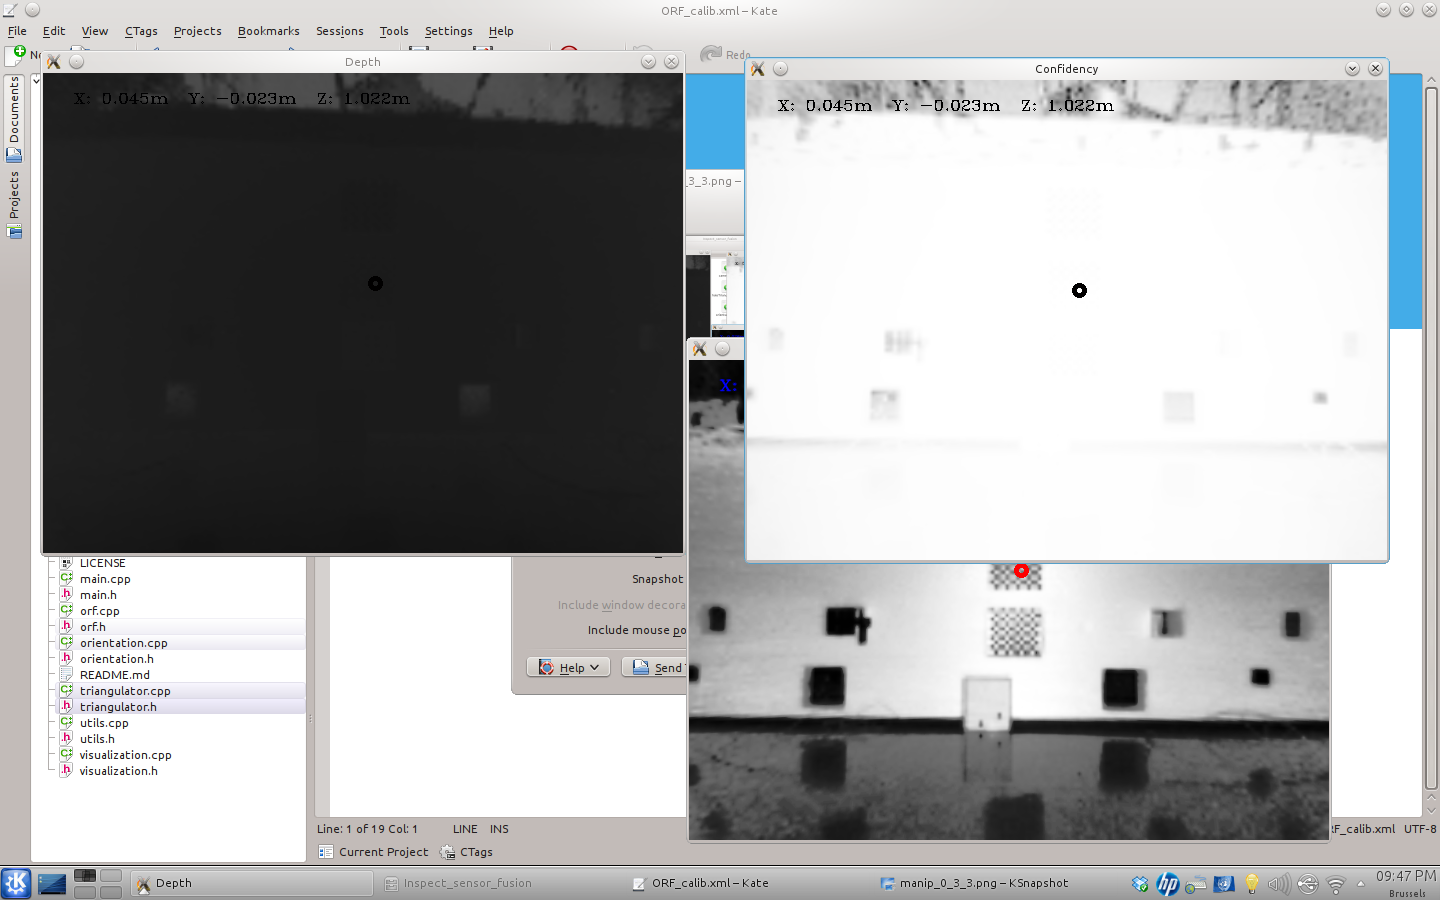 ORF_calib.xml – Kate
File Edit View CTags Projects Bookmarks Sessions Tools Settings Help
Redo
Depth
X: 0.045m Y: −0.023m Z: 1.022m
Confidency
X: 0.045m Y: −0.023m Z: 1.022m
Documents
Projects
_3_3.png –
X:
LICENSE
main.cpp
main.h
orf.cpp
orf.h
orientation.cpp
orientation.h
README.md
triangulator.cpp
triangulator.h
utils.cpp
utils.h
visualization.cpp
visualization.h
Snapshot
Include window decora
Include mouse po
Help
Send
Line: 1 of 19 Col: 1 LINE INS
RF_calib.xml UTF-8
Current Project CTags
Depth
Inspect_sensor_fusion
ORF_calib.xml – Kate
manip_0_3_3.png – KSnapshot
hp
09:47 PM
Brussels